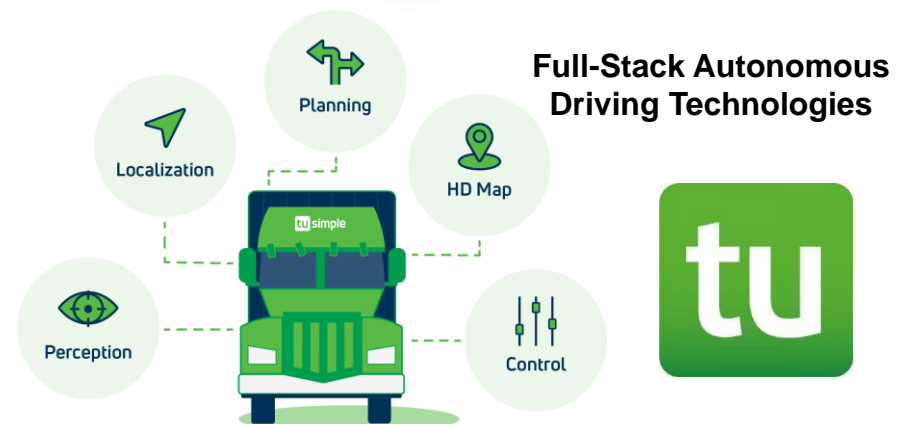 Full-Stack Autonomous
Driving Technologies
Planning
Localization
HD Map
tu simple
Perception
Control
tu